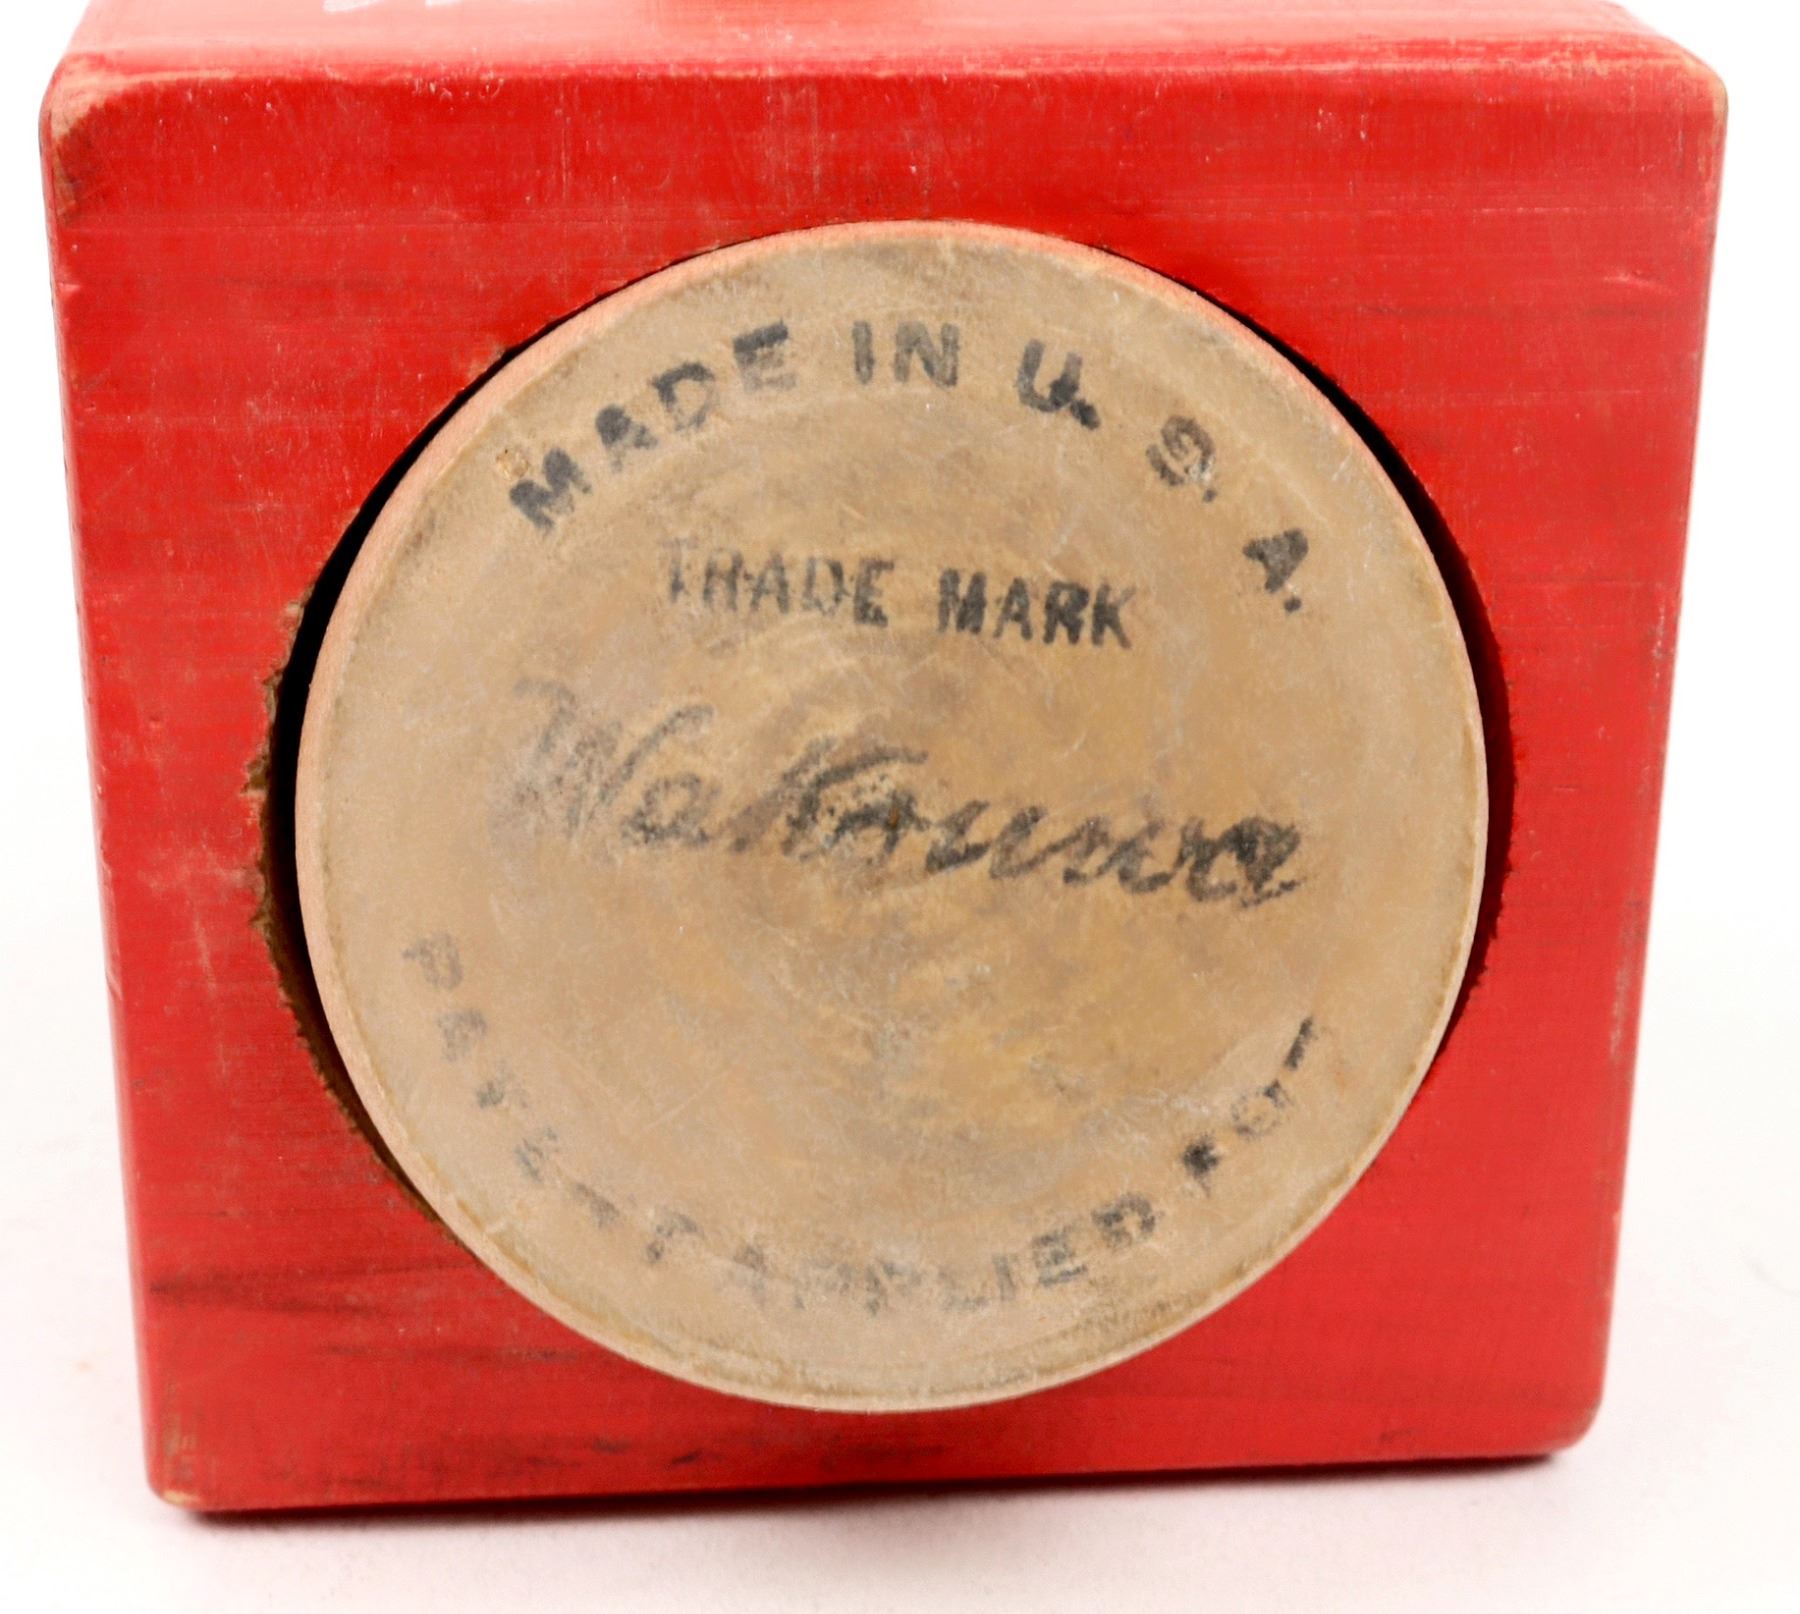 MADE IN U. S. A.
TRADE MARK
Wakouwa
PATENT APPLIED FOR